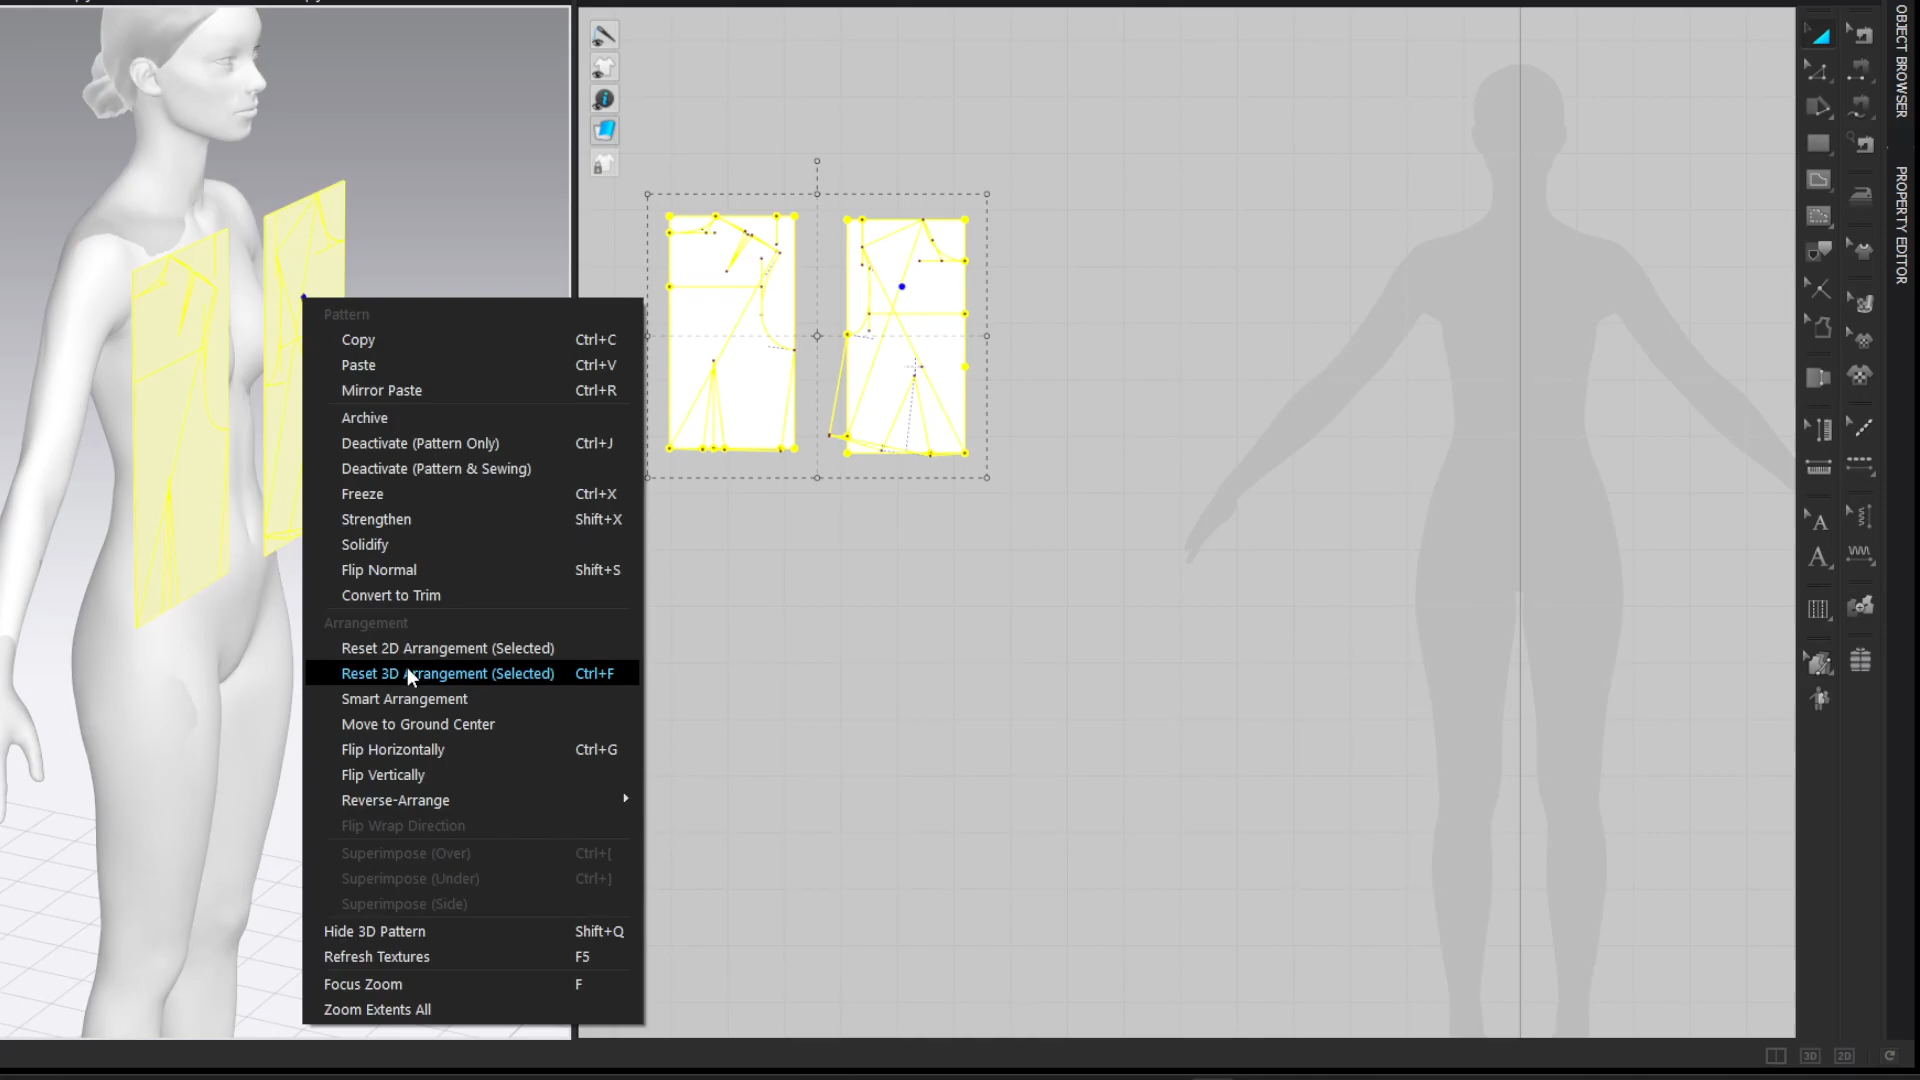 OBJECT BROWSER
PROPERTY EDITOR
Pattern
Copy Ctrl+C
Paste Ctrl+V
Mirror Paste Ctrl+R
Archive
Deactivate (Pattern Only) Ctrl+J
Deactivate (Pattern & Sewing)
Freeze Ctrl+X
Strengthen Shift+X
Solidify
Flip Normal Shift+S
Convert to Trim
Arrangement
Reset 2D Arrangement (Selected)
Reset 3D Arrangement (Selected) Ctrl+F
Smart Arrangement
Move to Ground Center
Flip Horizontally Ctrl+G
Flip Vertically
Reverse-Arrange
Flip Wrap Direction
Superimpose (Over) Ctrl+[
Superimpose (Under) Ctrl+]
Superimpose (Side)
Hide 3D Pattern Shift+Q
Refresh Textures F5
Focus Zoom F
Zoom Extents All
3D 2D